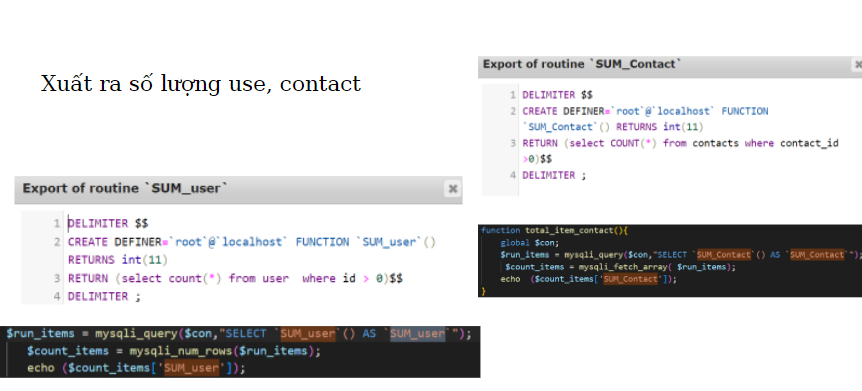 Xuất ra số lượng use, contact
Export of routine `SUM_Contact`
1 DELIMITER $$
2 CREATE DEFINER=`root`@`localhost` FUNCTION
`SUM_Contact`() RETURNS int(11)
3 RETURN (select COUNT(*) from contacts where contact_id
>0)$$
4 DELIMITER ;
Export of routine `SUM_user`
1 DELIMITER $$
2 CREATE DEFINER=`root`@`localhost` FUNCTION `SUM_user`()
RETURNS int(11)
3 RETURN (select count(*) from user  where id > 0)$$
4 DELIMITER ;
function total_item_contact(){
global $con;
$run_items = mysqli_query($con,"SELECT `SUM_Contact`() AS `SUM_Contact`");
$count_items = mysqli_fetch_array( $run_items);
echo  ($count_items['SUM_Contact']);
}
$run_items = mysqli_query($con,"SELECT `SUM_user`() AS `SUM_user`");
$count_items = mysqli_num_rows($run_items);
echo ($count_items['SUM_user']);